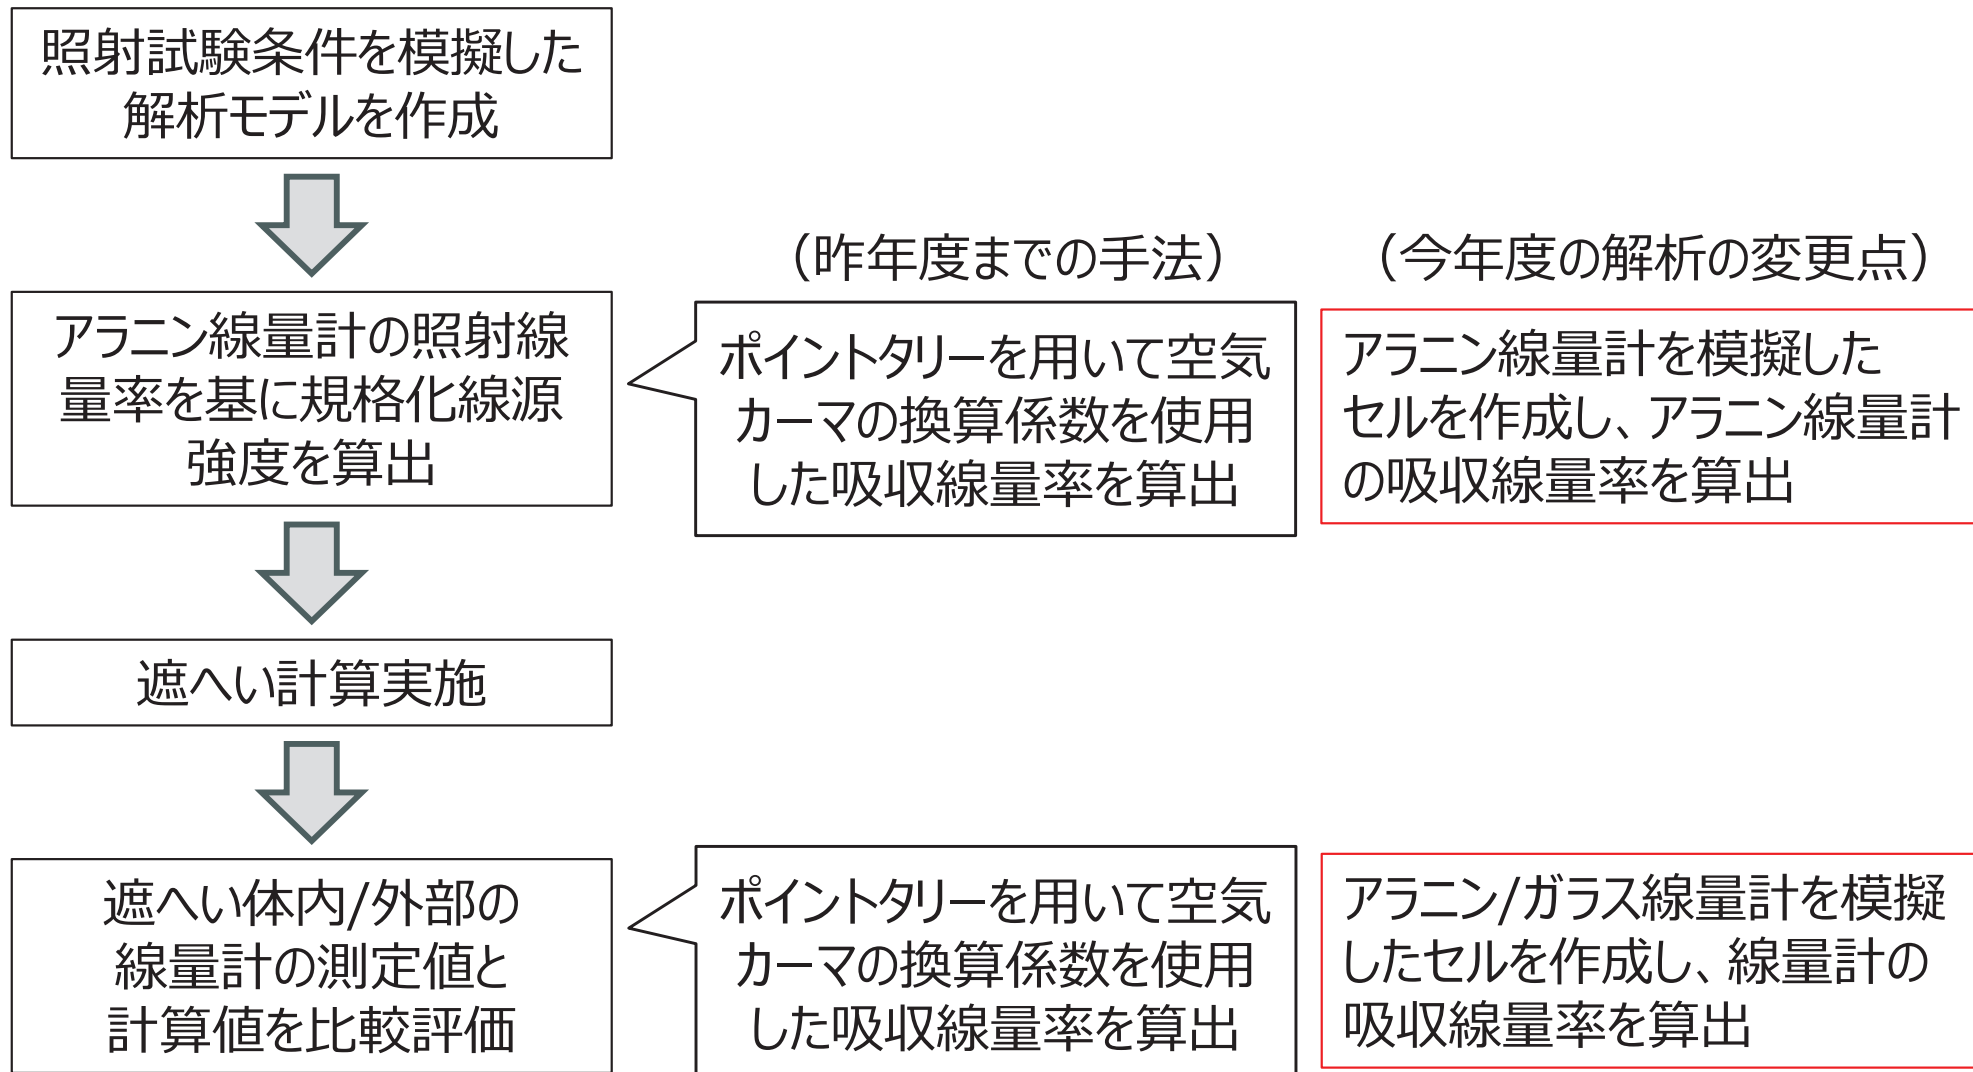 照射試験条件を模擬した
解析モデルを作成
（昨年度までの手法）
（今年度の解析の変更点）
アラニン線量計の照射線
量率を基に規格化線源
強度を算出
ポイントタリーを用いて空気
カーマの換算係数を使用
した吸収線量率を算出
アラニン線量計を模擬した
セルを作成し、アラニン線量計
の吸収線量率を算出
遮へい計算実施
遮へい体内/外部の
線量計の測定値と
計算値を比較評価
ポイントタリーを用いて空気
カーマの換算係数を使用
した吸収線量率を算出
アラニン/ガラス線量計を模擬
したセルを作成し、線量計の
吸収線量率を算出